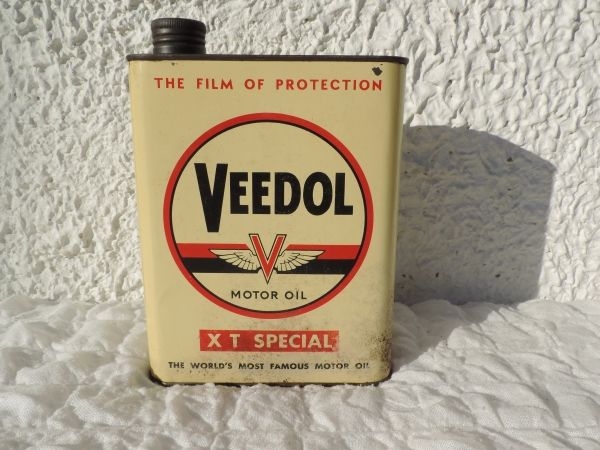 THE FILM OF PROTECTION
VEEDOL
V
MOTOR OIL
X T SPECIAL
THE WORLD'S MOST FAMOUS MOTOR OIL